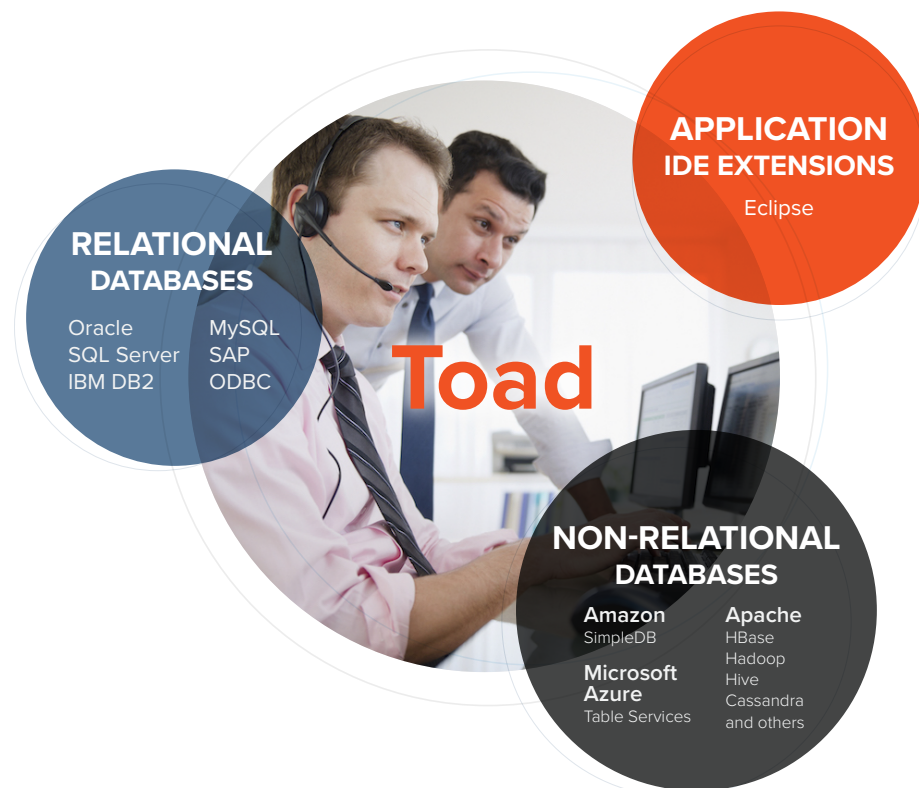 APPLICATION
IDE EXTENSIONS
Eclipse
RELATIONAL
DATABASES
Oracle
SQL Server
IBM DB2
MySQL
SAP
ODBC
Toad
NON-RELATIONAL
DATABASES
Amazon
SimpleDB
Microsoft
Azure
Table Services
Apache
HBase
Hadoop
Hive
Cassandra
and others